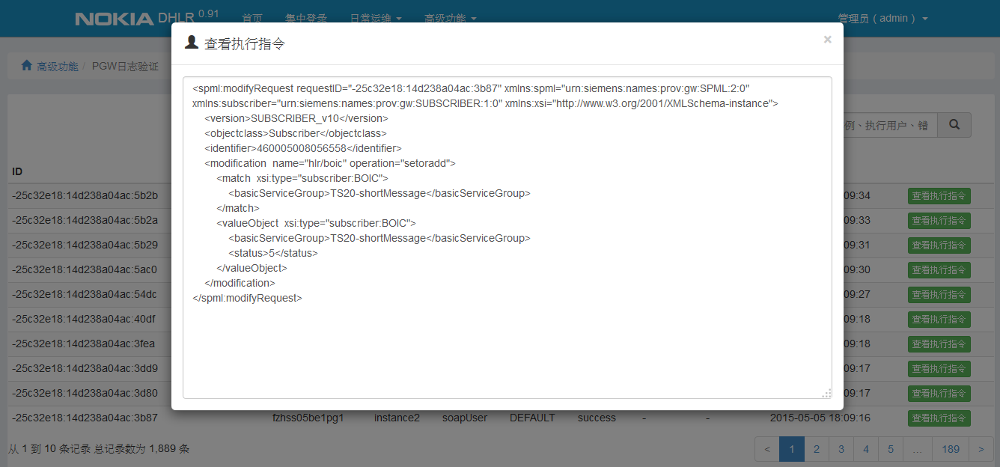 NOKIA DHLR 0.91 首页 集中登录 日常运维 高级功能 管理员 ( admin )
查看执行指令 ×
高级功能 / PGW日志验证
<spml:modifyRequest requestID="-25c32e18:14d238a04ac:3b87" xmlns:spml="urn:siemens:names:prov:gw:SPML:2:0"
xmlns:subscriber="urn:siemens:names:prov:gw:SUBSCRIBER:1:0" xmlns:xsi="http://www.w3.org/2001/XMLSchema-instance">
<version>SUBSCRIBER_v10</version>
<objectclass>Subscriber</objectclass>
<identifier>460005008056558</identifier>
<modification name="hlr/boic" operation="setoradd">
<match xsi:type="subscriber:BOIC">
<basicServiceGroup>TS20-shortMessage</basicServiceGroup>
</match>
<valueObject xsi:type="subscriber:BOIC">
<basicServiceGroup>TS20-shortMessage</basicServiceGroup>
<status>5</status>
</valueObject>
</modification>
</spml:modifyRequest>
例、执行用户、错
ID
-25c32e18:14d238a04ac:5b2b 09:34 查看执行指令
-25c32e18:14d238a04ac:5b2a 09:33 查看执行指令
-25c32e18:14d238a04ac:5b29 09:31 查看执行指令
-25c32e18:14d238a04ac:5ac0 09:30 查看执行指令
-25c32e18:14d238a04ac:54dc 09:27 查看执行指令
-25c32e18:14d238a04ac:40df 09:18 查看执行指令
-25c32e18:14d238a04ac:3fea 09:18 查看执行指令
-25c32e18:14d238a04ac:3dd9 09:17 查看执行指令
-25c32e18:14d238a04ac:3d80 09:17 查看执行指令
-25c32e18:14d238a04ac:3b87 fzhss05be1pg1 instance2 soapUser DEFAULT success - - 2015-05-05 18:09:16 查看执行指令
从 1 到 10 条记录 总记录数为 1,889 条 < 1 2 3 4 5 ... 189 >